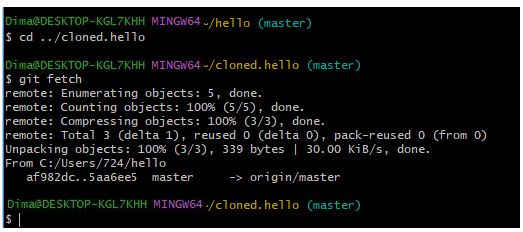 Dima@DESKTOP-KGL7KHH MINGW64 ~/hello (master)
$ cd ../cloned.hello
Dima@DESKTOP-KGL7KHH MINGW64 ~/cloned.hello (master)
$ git fetch
remote: Enumerating objects: 5, done.
remote: Counting objects: 100% (5/5), done.
remote: Compressing objects: 100% (3/3), done.
remote: Total 3 (delta 1), reused 0 (delta 0), pack-reused 0 (from 0)
Unpacking objects: 100% (3/3), 339 bytes | 30.00 KiB/s, done.
From C:/Users/724/hello
   af982dc..5aa6ee5  master     -> origin/master
Dima@DESKTOP-KGL7KHH MINGW64 ~/cloned.hello (master)
$